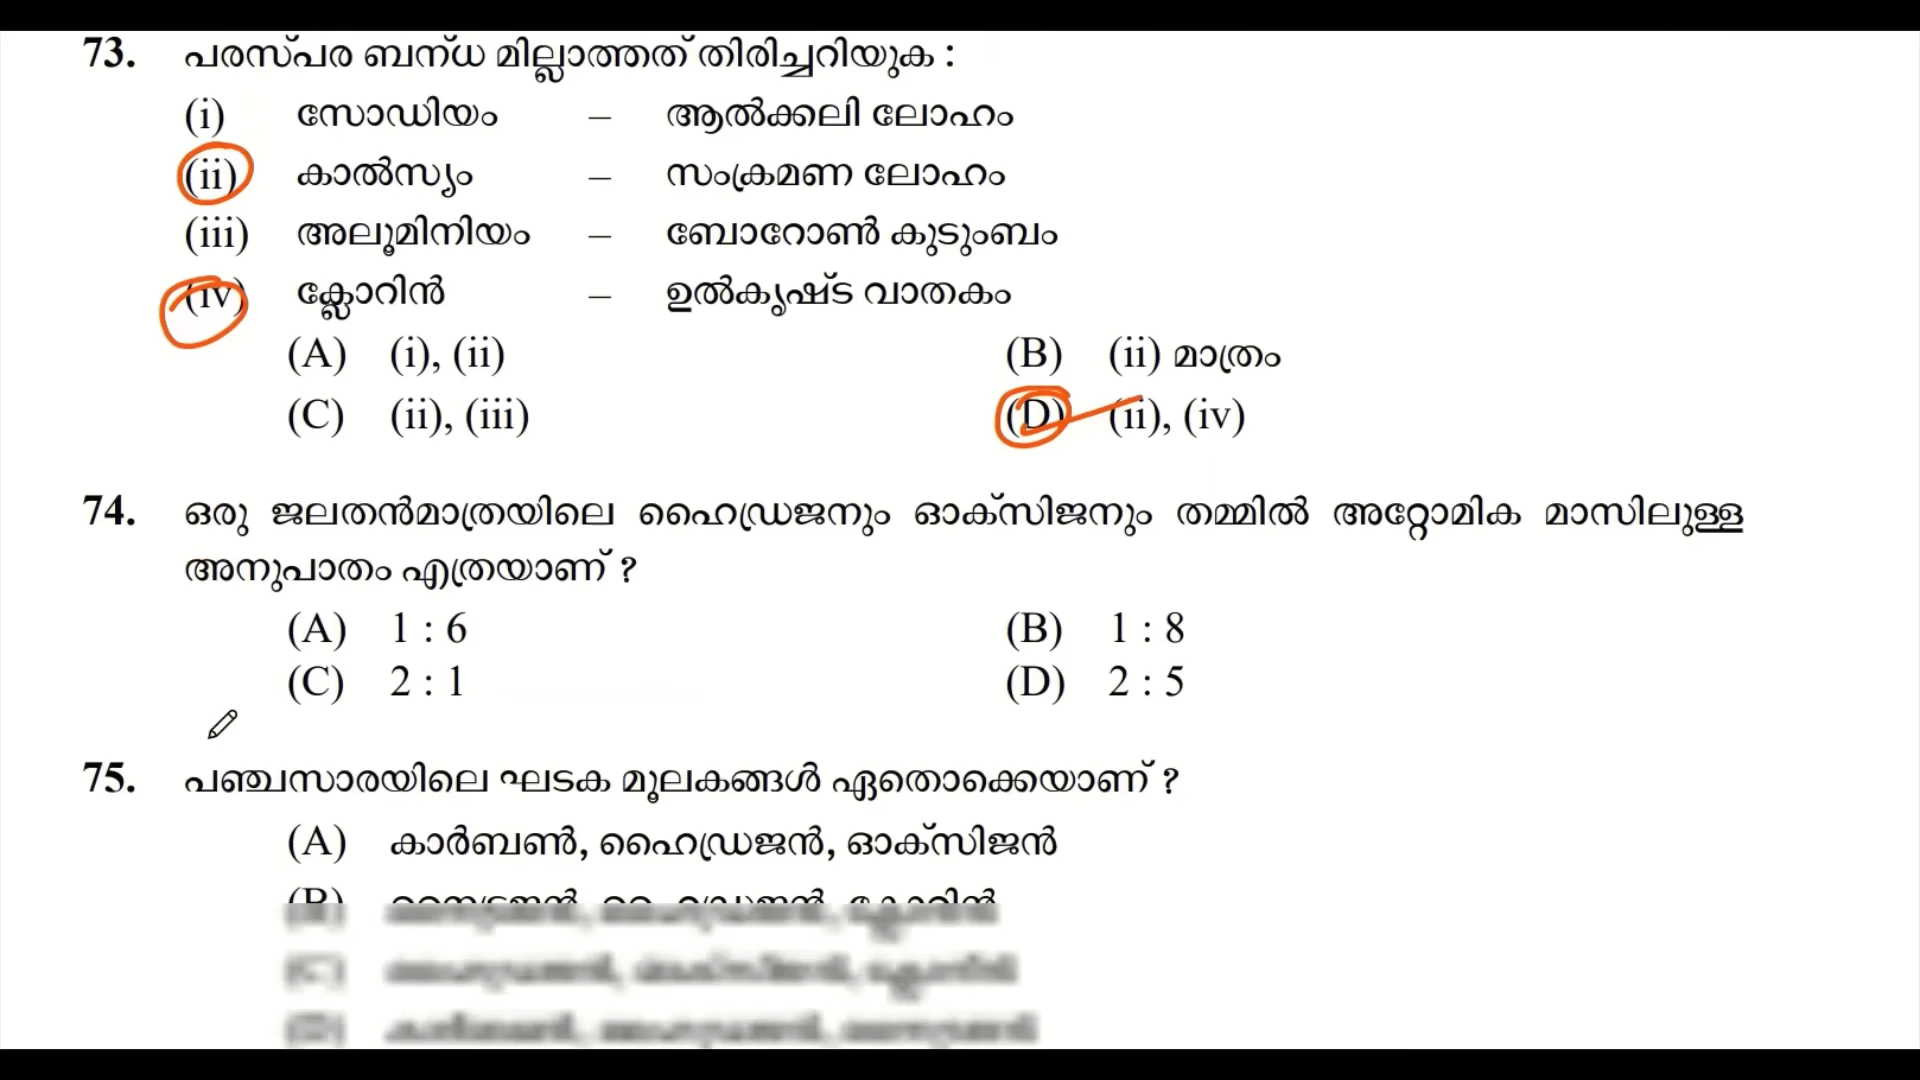 73. പരസ്പര ബന്ധ മില്ലാത്തത് തിരിച്ചറിയുക :
(i) സോഡിയം – ആൽക്കലി ലോഹം
(ii) കാൽസ്യം – സംക്രമണ ലോഹം
(iii) അലൂമിനിയം – ബോറോൺ കുടുംബം
(iv) ക്ലോറിൻ – ഉൽകൃഷ്ട വാതകം
(A) (i), (ii) (B) (ii) മാത്രം
(C) (ii), (iii) (D) (ii), (iv)
74. ഒരു ജലതൻമാത്രയിലെ ഹൈഡ്രജനും ഓക്സിജനും തമ്മിൽ അറ്റോമിക മാസിലുള്ള
അനുപാതം എത്രയാണ് ?
(A) 1 : 6 (B) 1 : 8
(C) 2 : 1 (D) 2 : 5
75. പഞ്ചസാരയിലെ ഘടക മൂലകങ്ങൾ ഏതൊക്കെയാണ് ?
(A) കാർബൺ, ഹൈഡ്രജൻ, ഓക്സിജൻ
(B) നൈട്രജൻ, ഹൈഡ്രജൻ, ക്ലോറിൻ